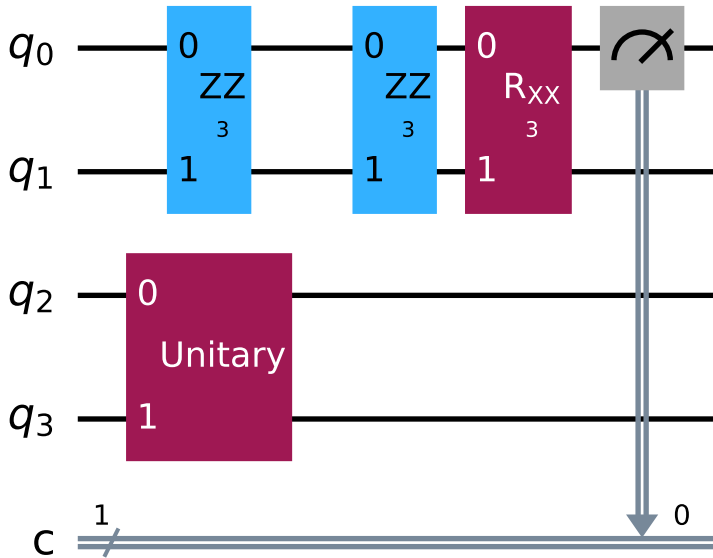 q0 0 0 0
ZZ ZZ RXX
3 3 3
q1 1 1 1
q2 0
Unitary
q3 1
1 0
c